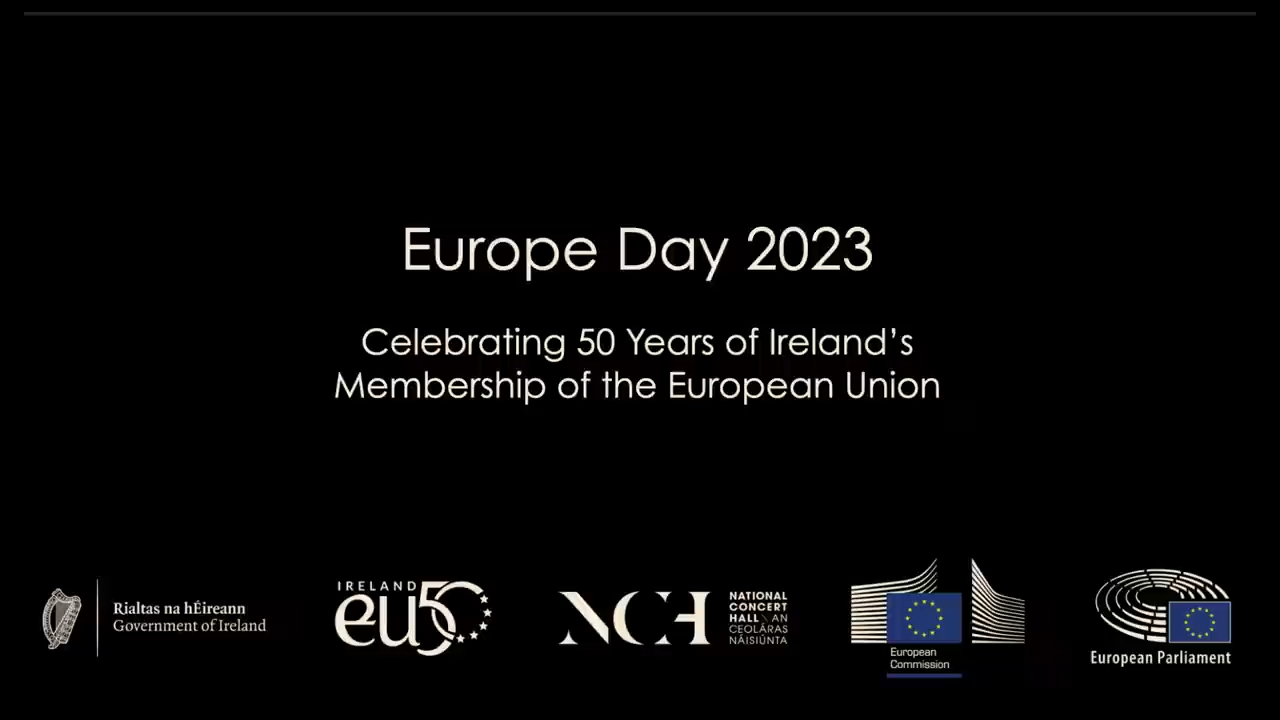 Europe Day 2023
Celebrating 50 Years of Ireland's
Membership of the European Union
Rialtas na hÉireann
Government of Ireland
IRELAND
eu50
NCH
NATIONAL
CONCERT
HALL \ AN
CEOLÁRAS
NÁISIÚNTA
European
Commission
European Parliament